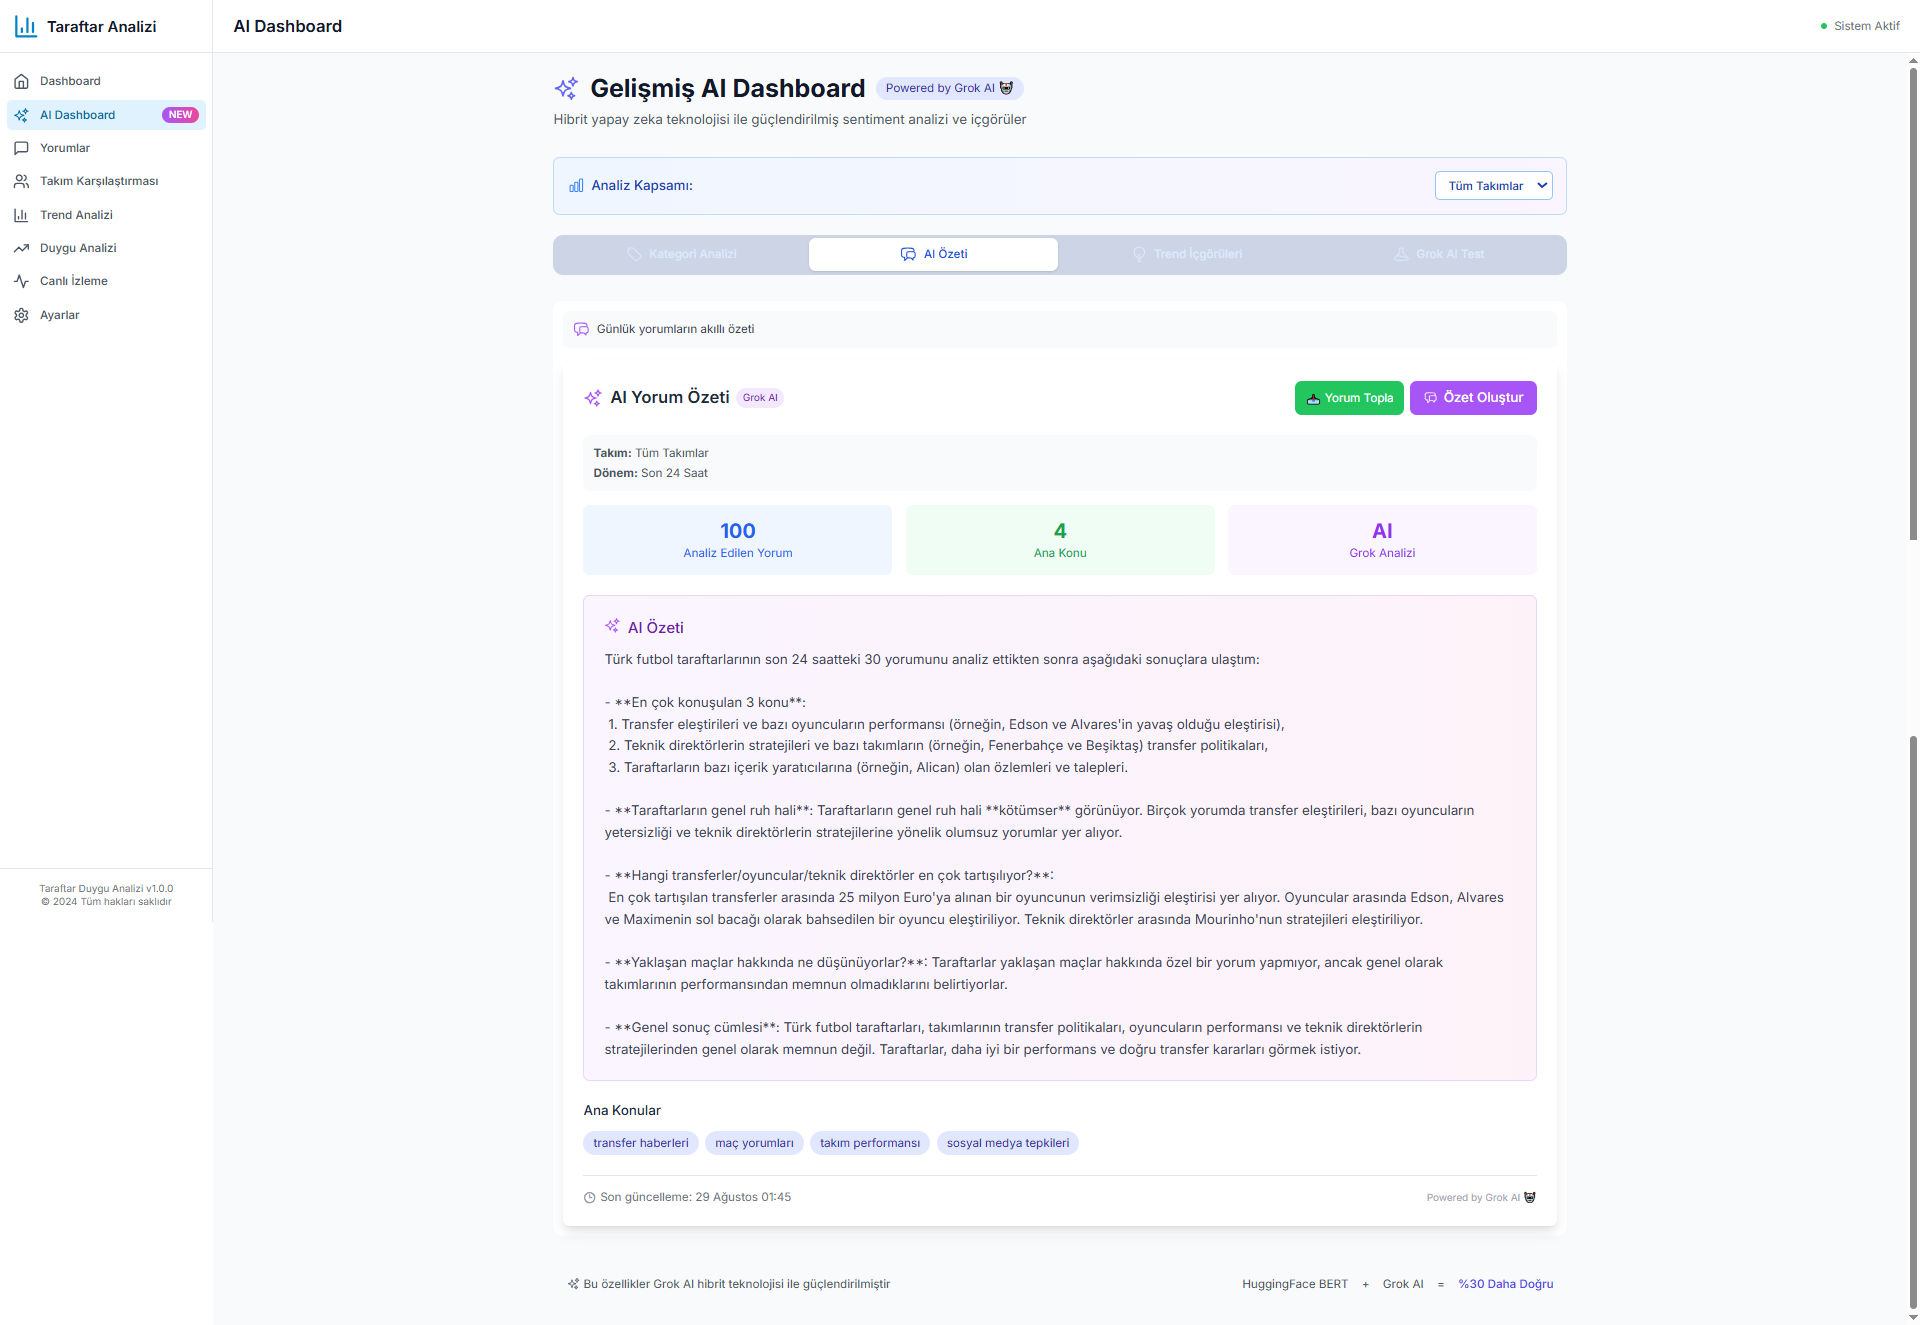 Taraftar Analizi
AI Dashboard
Sistem Aktif
Dashboard
AI Dashboard NEW
Yorumlar
Takım Karşılaştırması
Trend Analizi
Duygu Analizi
Canlı İzleme
Ayarlar
Taraftar Duygu Analizi v1.0.0
© 2024 Tüm hakları saklıdır
Gelişmiş AI Dashboard Powered by Grok AI
Hibrit yapay zeka teknolojisi ile güçlendirilmiş sentiment analizi ve içgörüler
Analiz Kapsamı: Tüm Takımlar
Kategori Analizi AI Özeti Trend İçgörüleri Grok AI Test
Günlük yorumların akıllı özeti
AI Yorum Özeti Grok AI Yorum Topla Özet Oluştur
Takım: Tüm Takımlar
Dönem: Son 24 Saat
100 4 AI
Analiz Edilen Yorum Ana Konu Grok Analizi
AI Özeti
Türk futbol taraftarlarının son 24 saatteki 30 yorumunu analiz ettikten sonra aşağıdaki sonuçlara ulaştım:
- **En çok konuşulan 3 konu**:
1. Transfer eleştirileri ve bazı oyuncuların performansı (örneğin, Edson ve Alvares'in yavaş olduğu eleştirisi),
2. Teknik direktörlerin stratejileri ve bazı takımların (örneğin, Fenerbahçe ve Beşiktaş) transfer politikaları,
3. Taraftarların bazı içerik yaratıcılarına (örneğin, Alican) olan özlemleri ve talepleri.
- **Taraftarların genel ruh hali**: Taraftarların genel ruh hali **kötümser** görünüyor. Birçok yorumda transfer eleştirileri, bazı oyuncuların
yetersizliği ve teknik direktörlerin stratejilerine yönelik olumsuz yorumlar yer alıyor.
- **Hangi transferler/oyuncular/teknik direktörler en çok tartışılıyor?**:
En çok tartışılan transferler arasında 25 milyon Euro'ya alınan bir oyuncunun verimsizliği eleştirisi yer alıyor. Oyuncular arasında Edson, Alvares
ve Maximenin sol bacağı olarak bahsedilen bir oyuncu eleştiriliyor. Teknik direktörler arasında Mourinho'nun stratejileri eleştiriliyor.
- **Yaklaşan maçlar hakkında ne düşünüyorlar?**: Taraftarlar yaklaşan maçlar hakkında özel bir yorum yapmıyor, ancak genel olarak
takımlarının performansından memnun olmadıklarını belirtiyorlar.
- **Genel sonuç cümlesi**: Türk futbol taraftarları, takımlarının transfer politikaları, oyuncuların performansı ve teknik direktörlerin
stratejilerinden genel olarak memnun değil. Taraftarlar, daha iyi bir performans ve doğru transfer kararları görmek istiyor.
Ana Konular
transfer haberleri maç yorumları takım performansı sosyal medya tepkileri
Son güncelleme: 29 Ağustos 01:45 Powered by Grok AI
Bu özellikler Grok AI hibrit teknolojisi ile güçlendirilmiştir HuggingFace BERT + Grok AI = %30 Daha Doğru